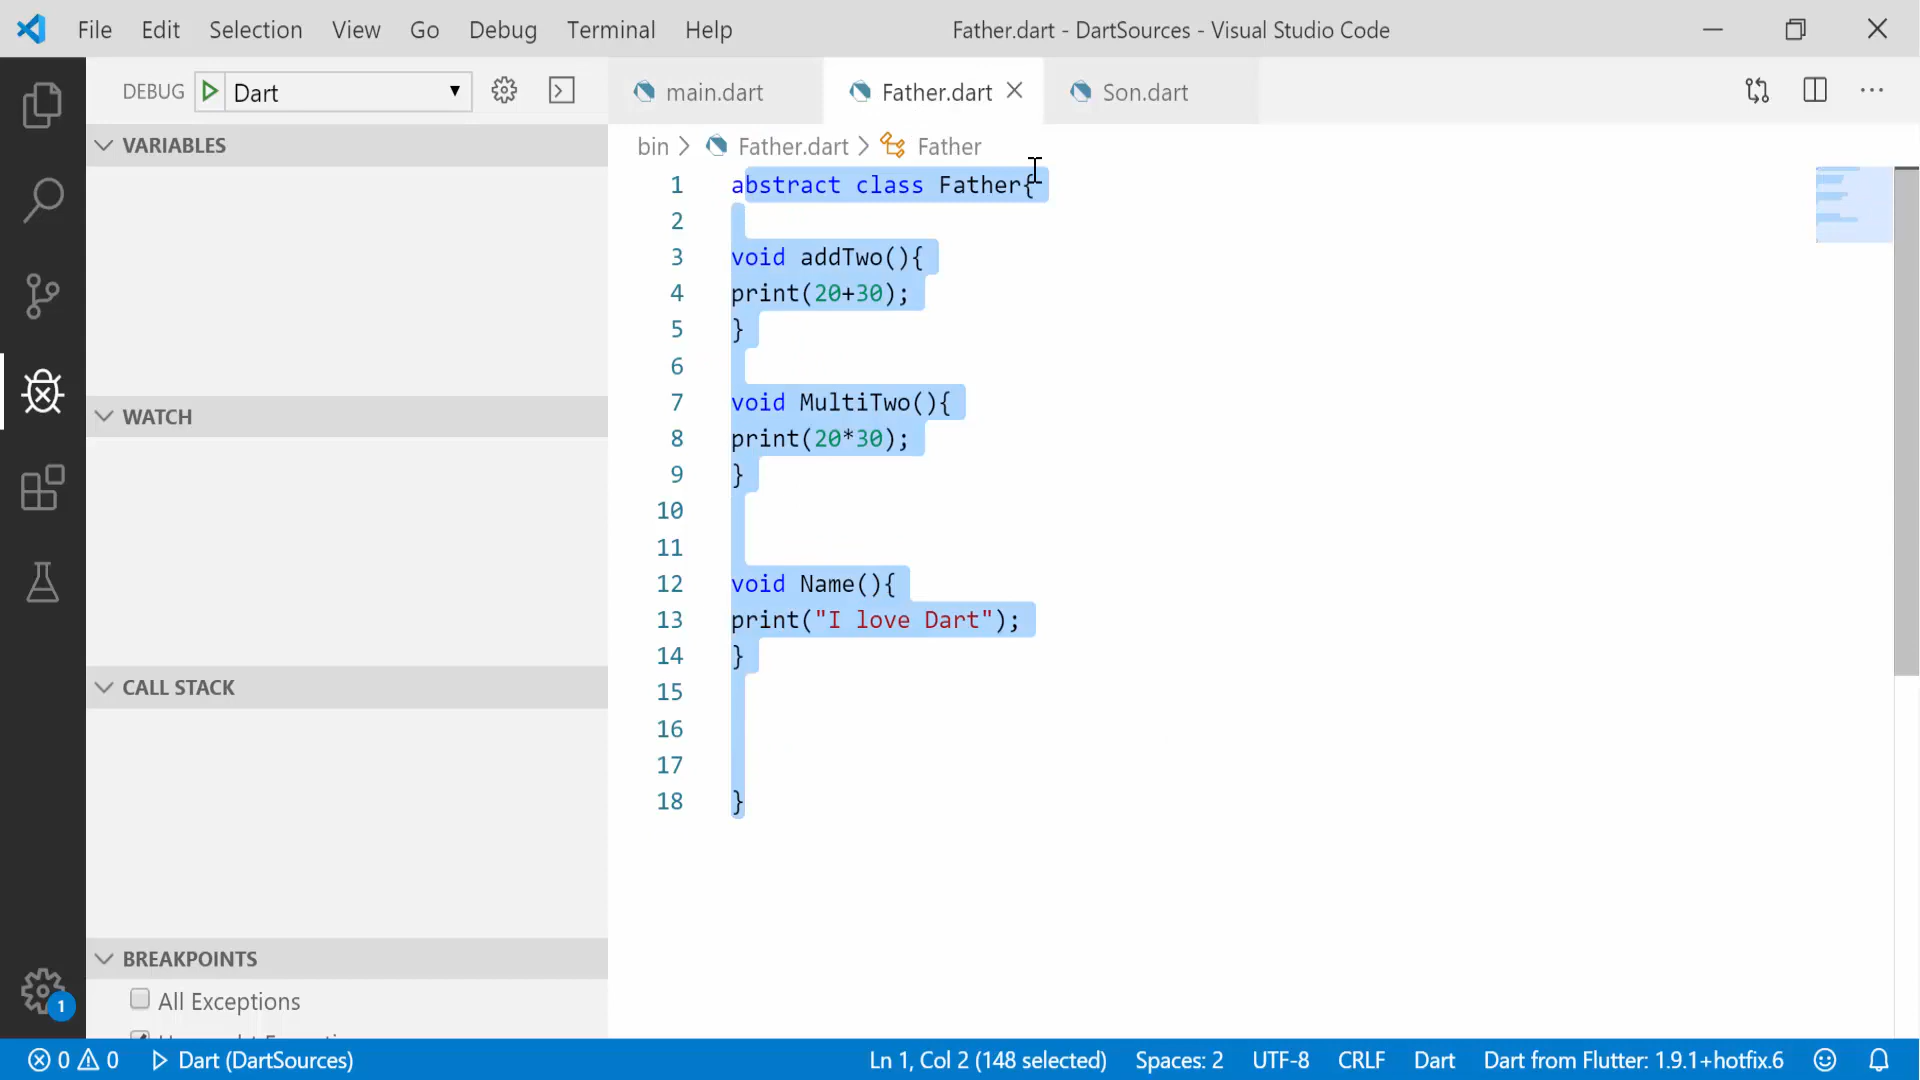 File Edit Selection View Go Debug Terminal Help Father.dart - DartSources - Visual Studio Code
DEBUG Dart main.dart Father.dart Son.dart
VARIABLES
bin > Father.dart > Father
1 abstract class Father{
2
3 void addTwo(){
4 print(20+30);
5 }
6
7 void MultiTwo(){
WATCH
8 print(20*30);
9 }
10
11
12 void Name(){
13 print("I love Dart");
14 }
CALL STACK
15
16
17
18 }
BREAKPOINTS
All Exceptions
1
0 0 Dart (DartSources) Ln 1, Col 2 (148 selected) Spaces: 2 UTF-8 CRLF Dart Dart from Flutter: 1.9.1+hotfix.6